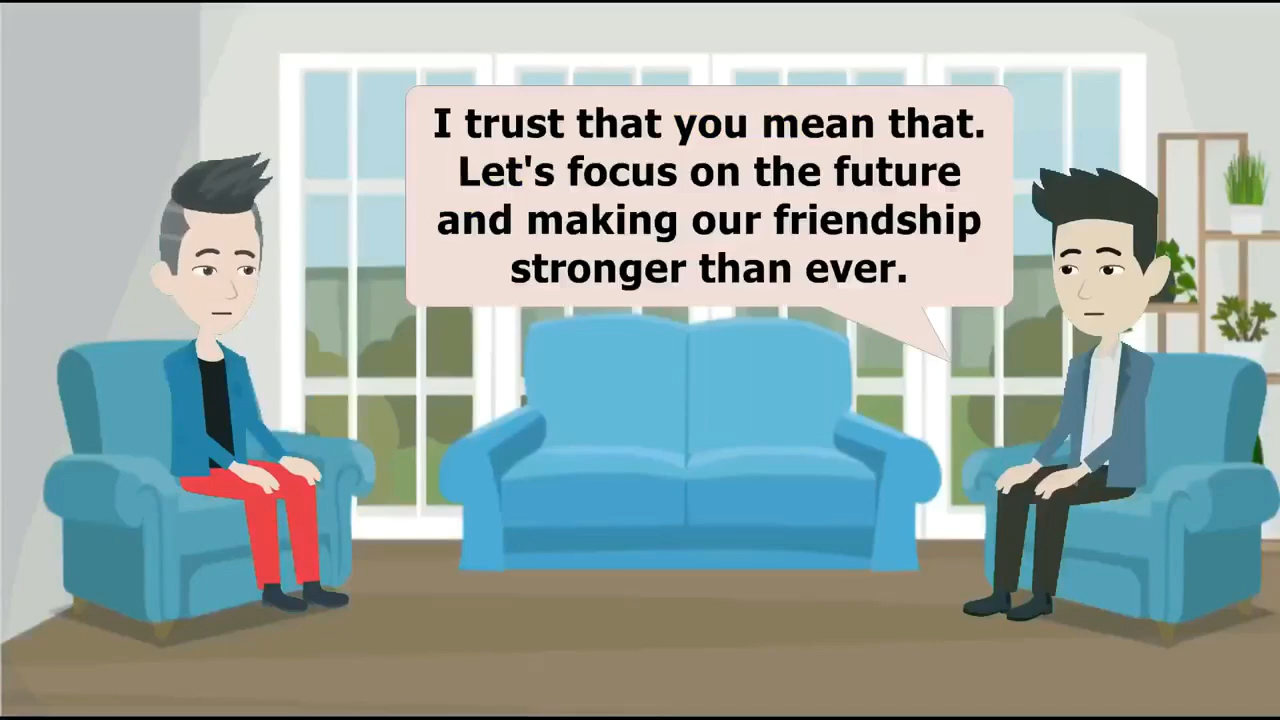 I trust that you mean that.
Let's focus on the future
and making our friendship
stronger than ever.